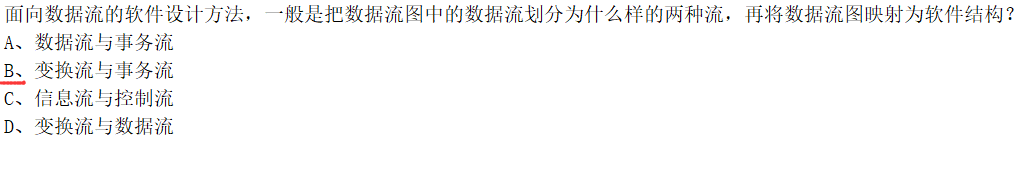 面向数据流的软件设计方法，一般是把数据流图中的数据流划分为什么样的两种流，再将数据流图映射为软件结构？
A、数据流与事务流
B、变换流与事务流
C、信息流与控制流
D、变换流与数据流